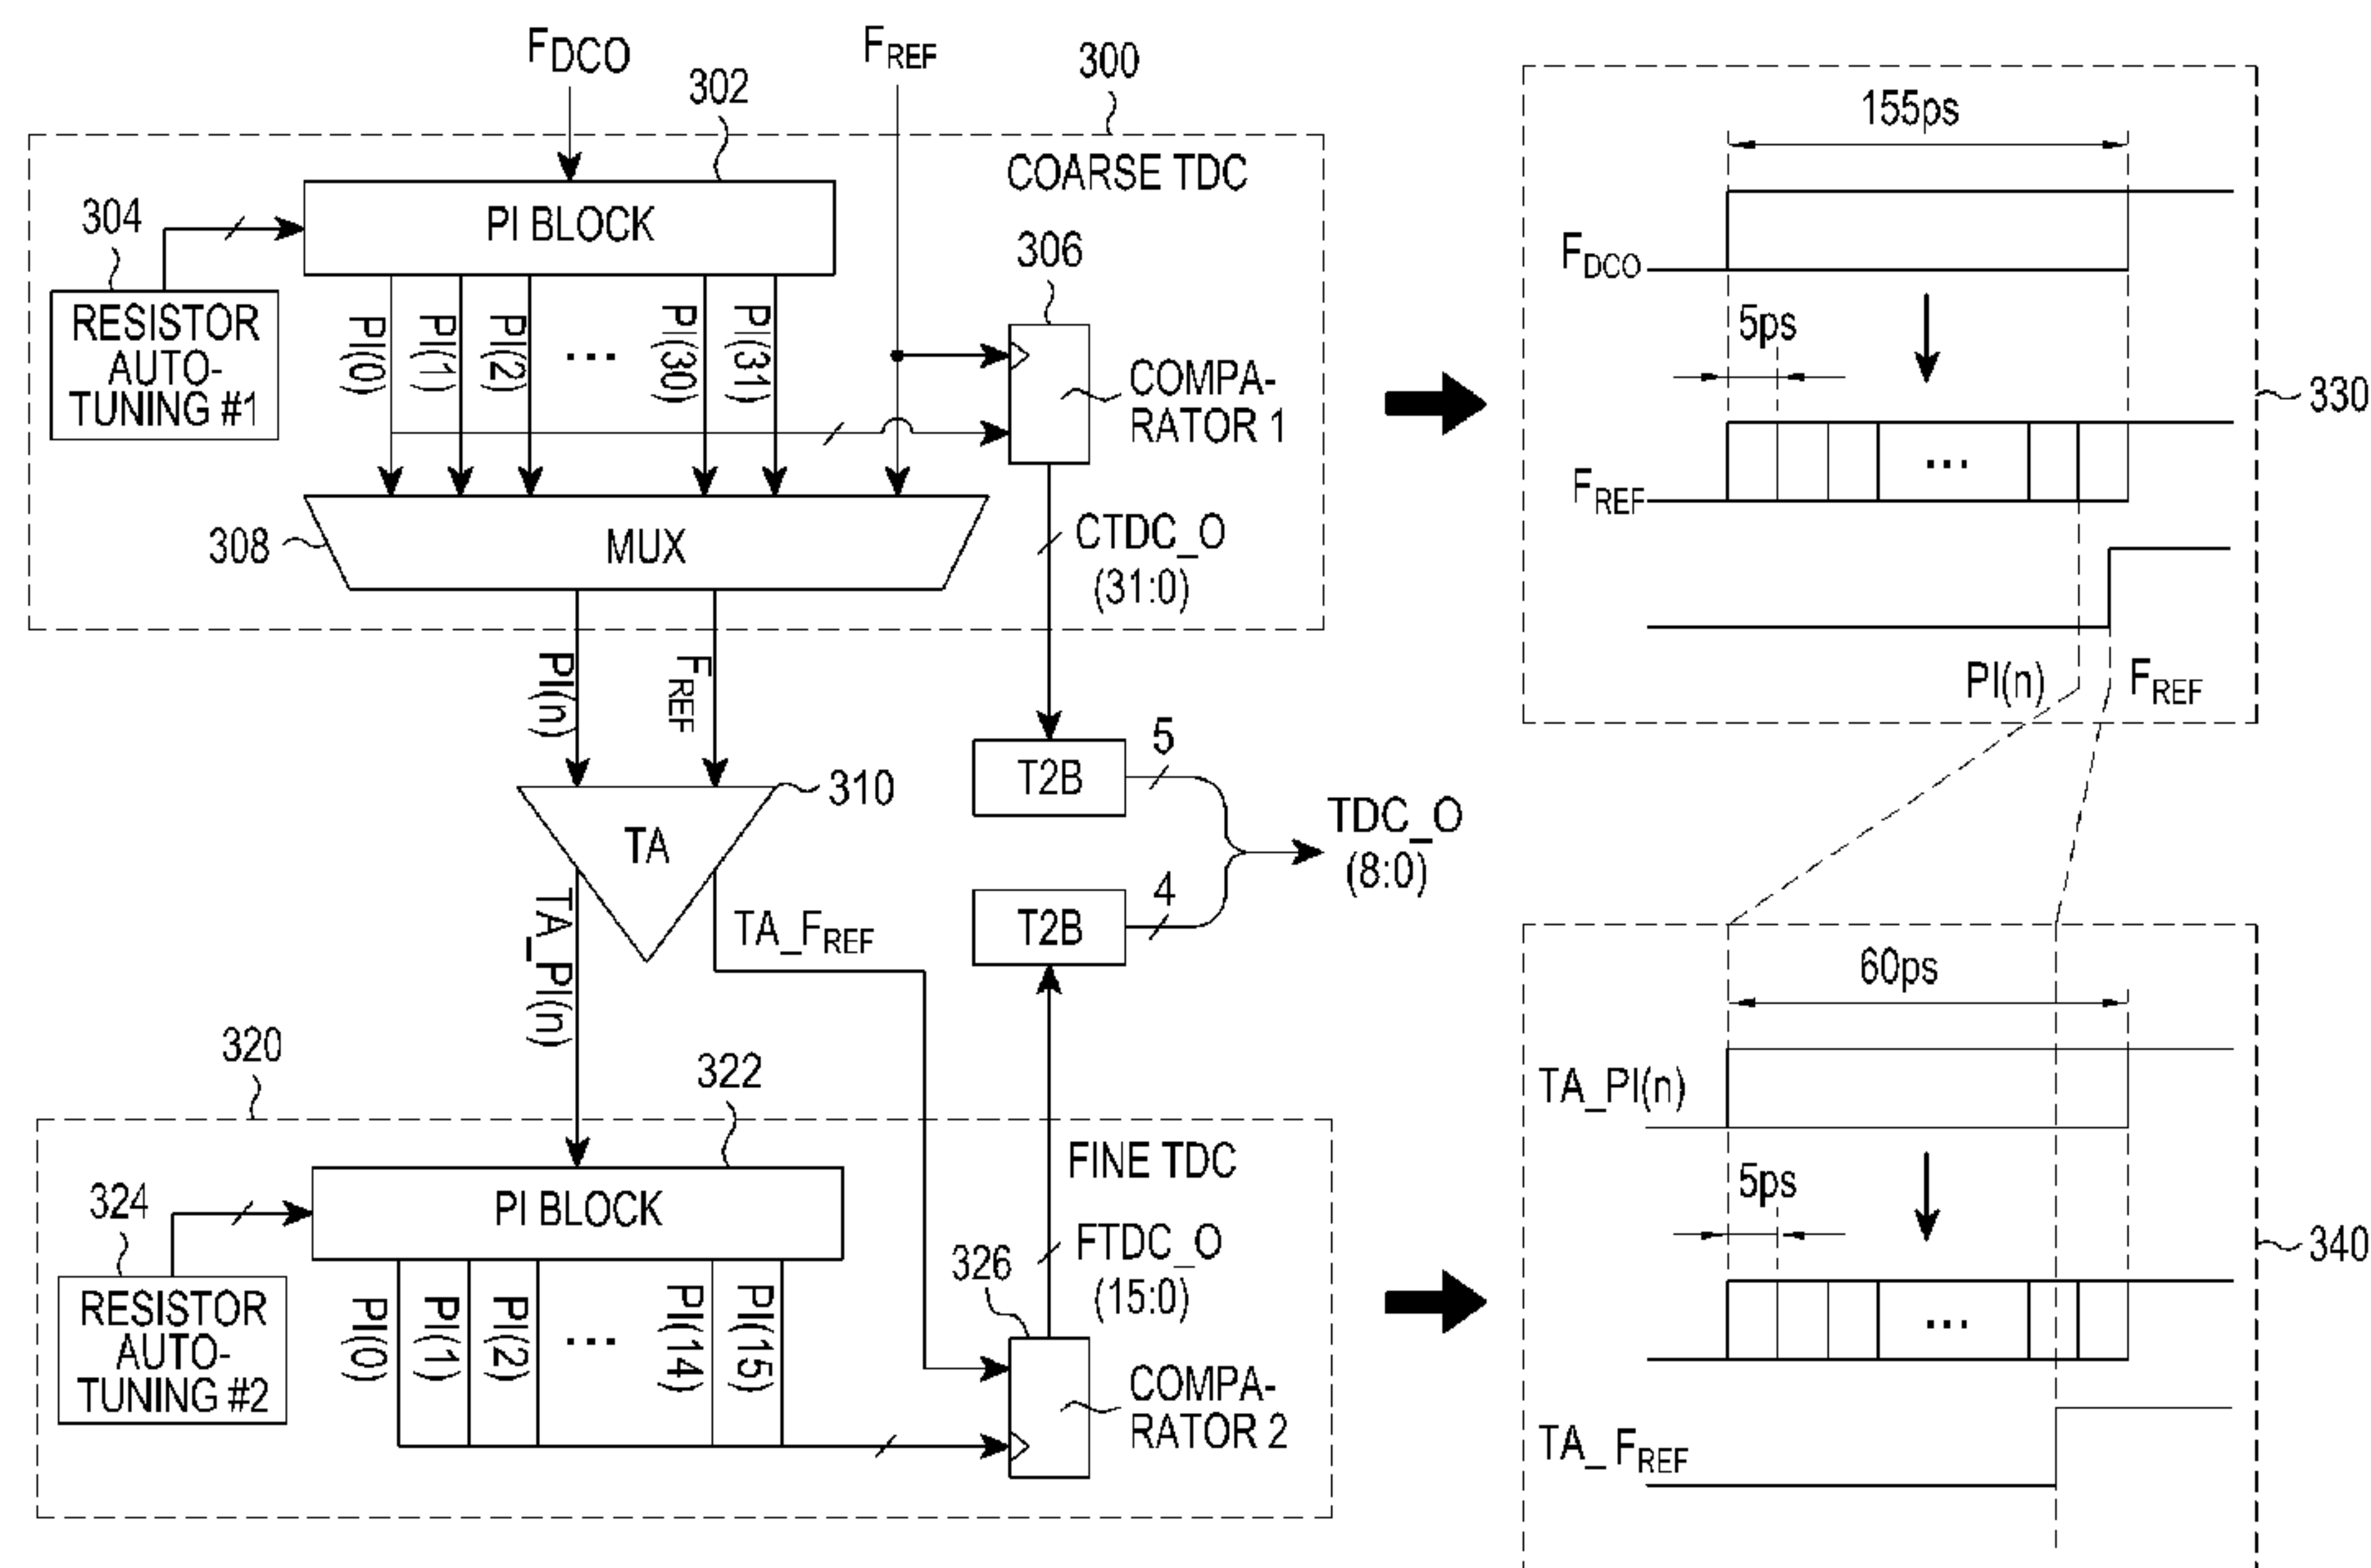 FDCO
FREF
300
302
COARSE TDC
304
PI BLOCK
306
RESISTOR
AUTO-
TUNING #1
PI(0)
PI(1)
PI(2)
...
PI(30)
PI(31)
COMPA-
RATOR 1
308
MUX
CTDC_O
(31:0)
PI(n)
FREF
310
TA
T2B
5
TDC_O
(8:0)
T2B
4
TA_PI(n)
TA_FREF
320
322
FINE TDC
324
PI BLOCK
326
FTDC_O
(15:0)
RESISTOR
AUTO-
TUNING #2
PI(0)
PI(1)
PI(2)
...
PI(14)
PI(15)
COMPA-
RATOR 2
155ps
FDCO
5ps
330
FREF
...
PI(n)
FREF
60ps
TA_PI(n)
5ps
340
...
TA_FREF